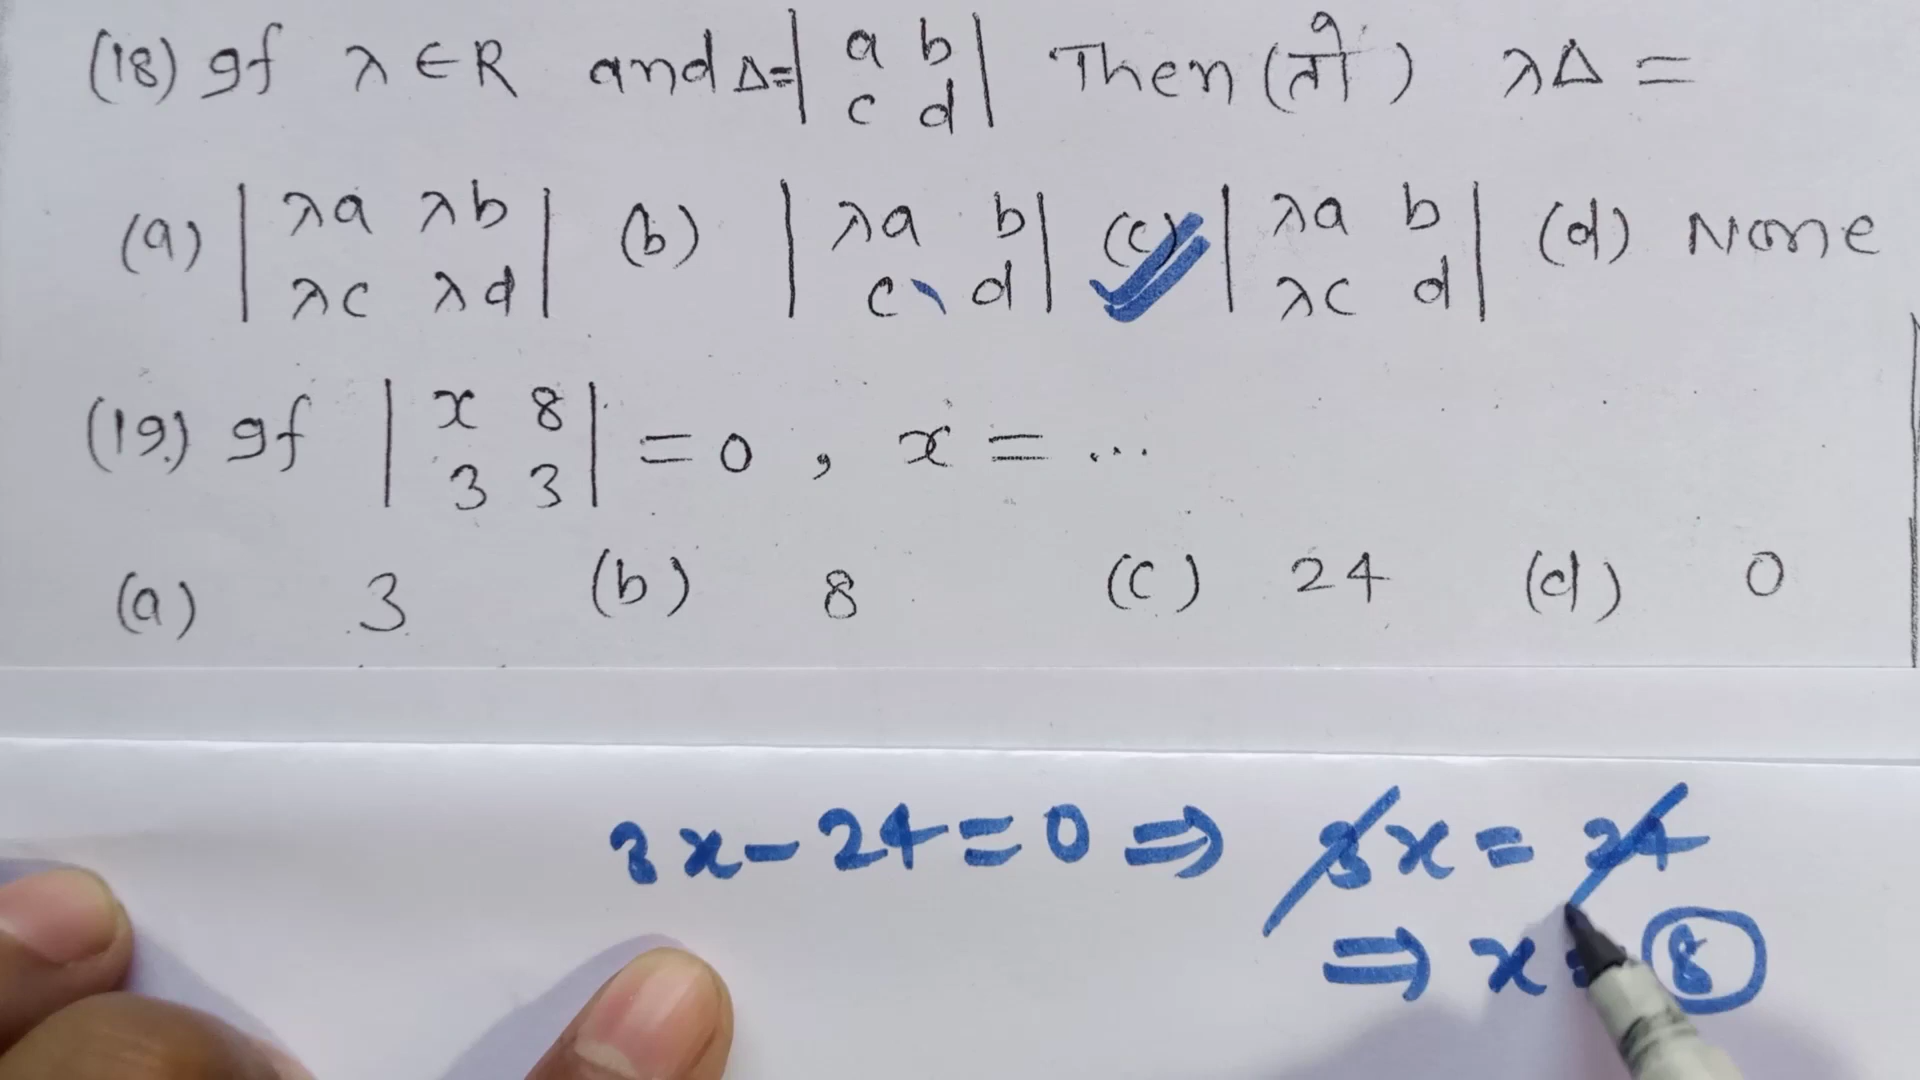 (18) If λ ∈ R and Δ = | a b | Then (तो) λΔ =
| c d |
(a) | λa λb | (b) | λa b | (c) | λa b | (d) None
| λc λd | | c d | | λc d |
(19) If | x 8 | = 0 , x = ...
| 3 3 |
(a) 3 (b) 8 (c) 24 (d) 0
3x - 24 = 0 ⇒ 3x = 24
⇒ x = 8